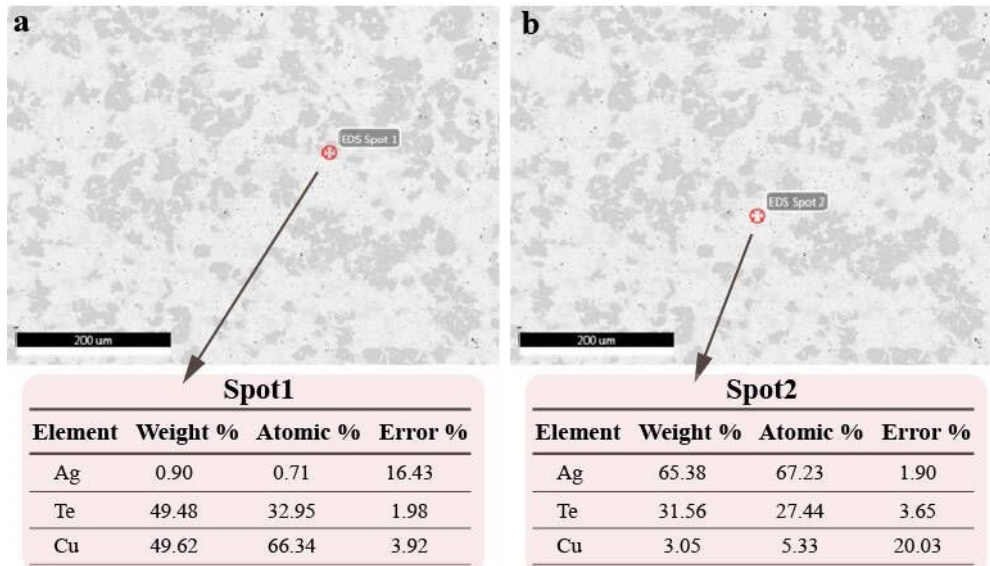 a
EDS Spot 1
200 um
Spot1
Element Weight % Atomic % Error %
Ag 0.90 0.71 16.43
Te 49.48 32.95 1.98
Cu 49.62 66.34 3.92
b
EDS Spot 2
200 um
Spot2
Element Weight % Atomic % Error %
Ag 65.38 67.23 1.90
Te 31.56 27.44 3.65
Cu 3.05 5.33 20.03